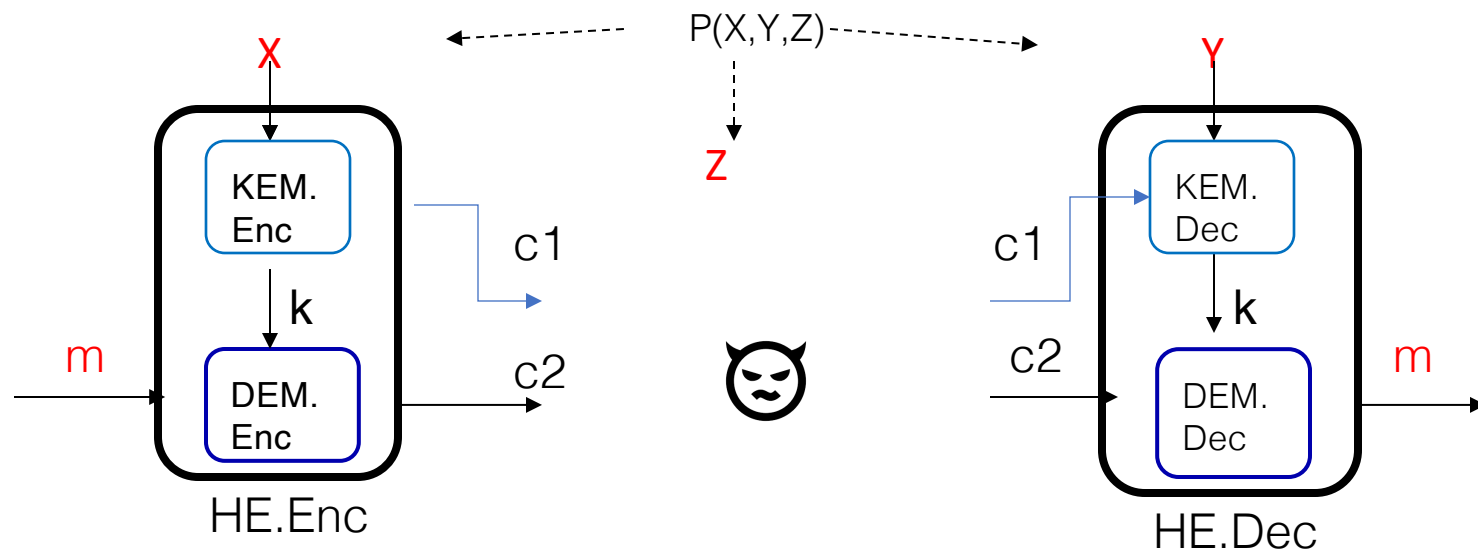 P(X,Y,Z)
X
Y
Z
KEM.
Enc
k
m
DEM.
Enc
c1
c2
HE.Enc
c1
c2
KEM.
Dec
k
DEM.
Dec
m
HE.Dec